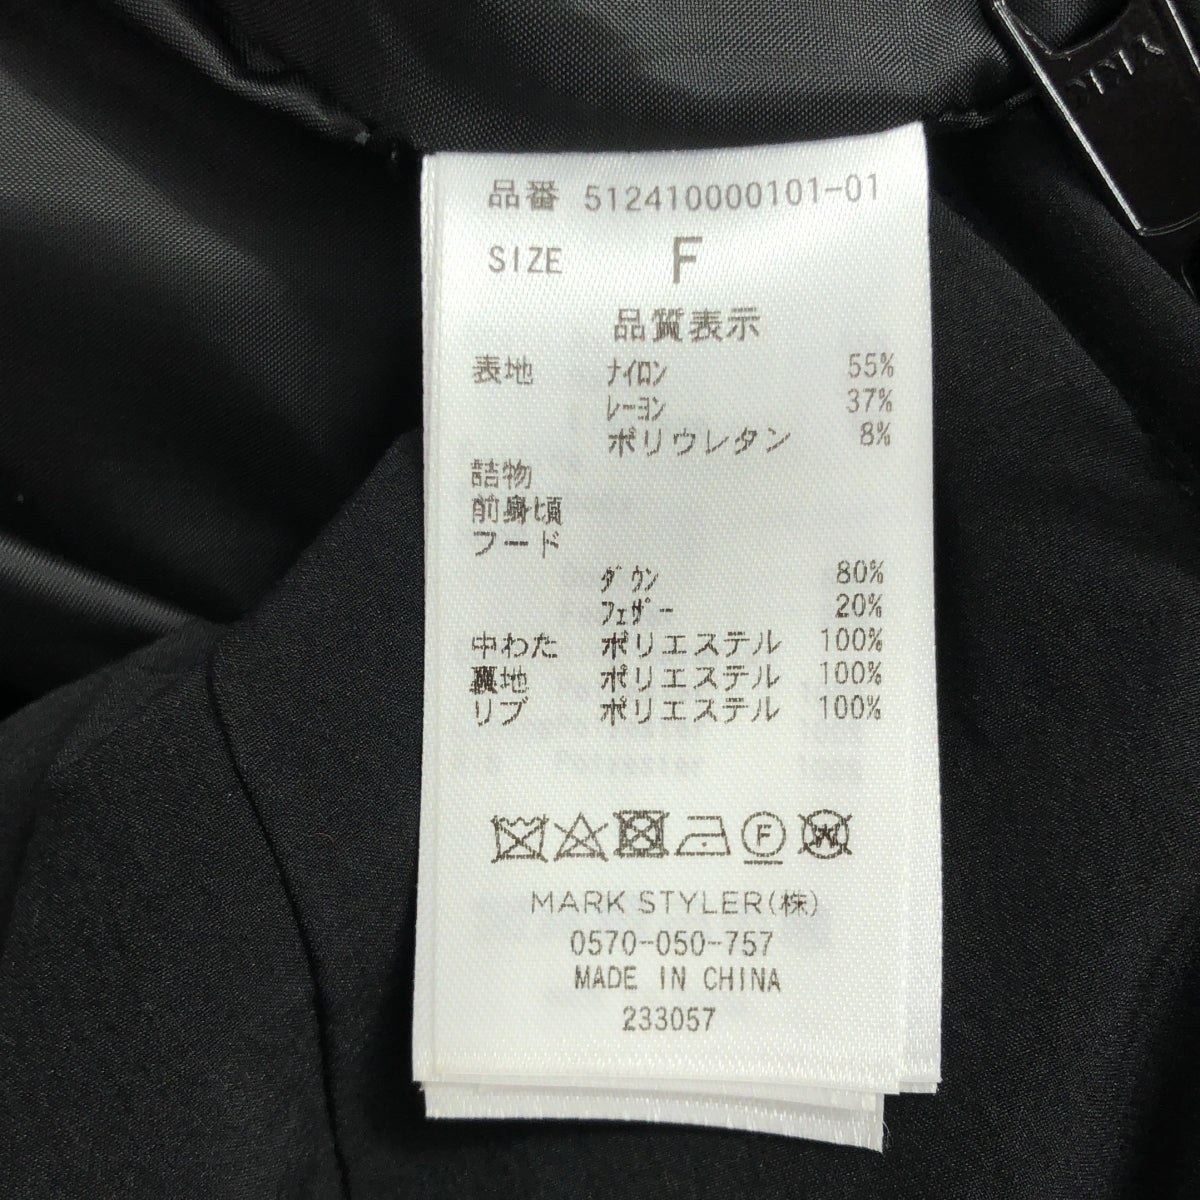 YKK
品番 512410000101-01
SIZE F
品質表示
表地 ナイロン 55%
レーヨン 37%
ポリウレタン 8%
詰物
前身頃
フード
ダウン 80%
フェザー 20%
中わた ポリエステル 100%
裏地 ポリエステル 100%
リブ ポリエステル 100%
Polyester 100%
F
W
MARK STYLER(株)
0570-050-757
MADE IN CHINA
233057